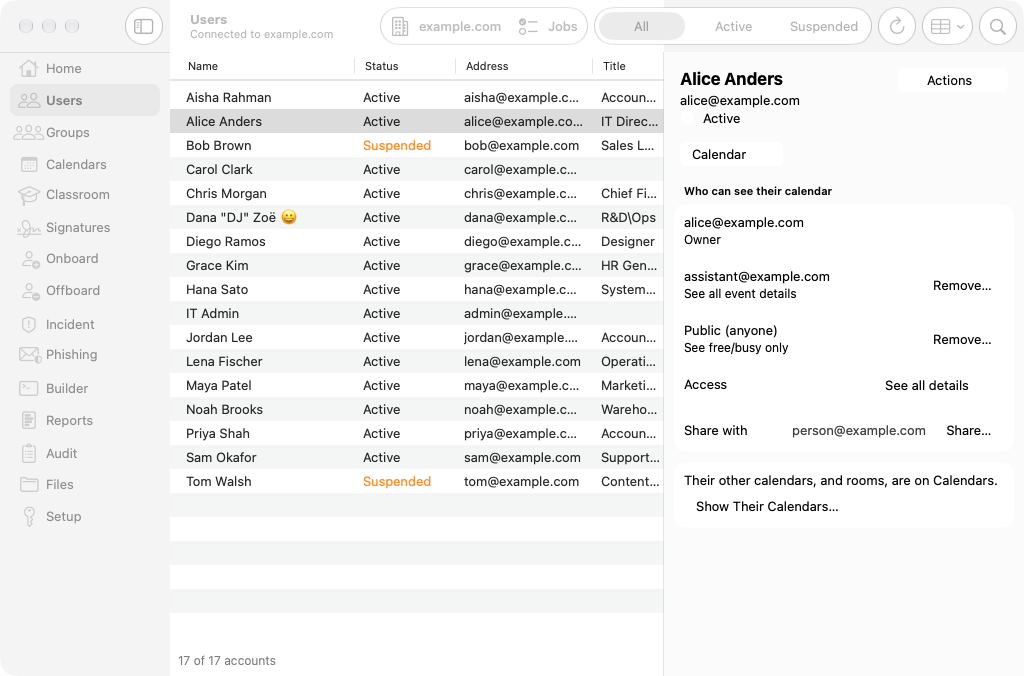 Users
Connected to example.com
example.com
Jobs
All
Active
Suspended
Home
Users
Groups
Calendars
Classroom
Signatures
Onboard
Offboard
Incident
Phishing
Builder
Reports
Audit
Files
Setup
Name Status Address Title
Aisha Rahman Active aisha@example.c... Accoun...
Alice Anders Active alice@example.co... IT Direc...
Bob Brown Suspended bob@example.com Sales L...
Carol Clark Active carol@example.c...
Chris Morgan Active chris@example.c... Chief Fi...
Dana "DJ" Zoë 😀 Active dana@example.c... R&D\Ops
Diego Ramos Active diego@example.c... Designer
Grace Kim Active grace@example.c... HR Gen...
Hana Sato Active hana@example.c... System...
IT Admin Active admin@example....
Jordan Lee Active jordan@example.... Accoun...
Lena Fischer Active lena@example.com Operati...
Maya Patel Active maya@example.c... Marketi...
Noah Brooks Active noah@example.c... Wareho...
Priya Shah Active priya@example.c... Accoun...
Sam Okafor Active sam@example.com Support...
Tom Walsh Suspended tom@example.com Content...
17 of 17 accounts
Alice Anders
Actions
alice@example.com
Active
Calendar
Who can see their calendar
alice@example.com
Owner
assistant@example.com
See all event details
Remove...
Public (anyone)
See free/busy only
Remove...
Access See all details
Share with person@example.com Share...
Their other calendars, and rooms, are on Calendars.
Show Their Calendars...